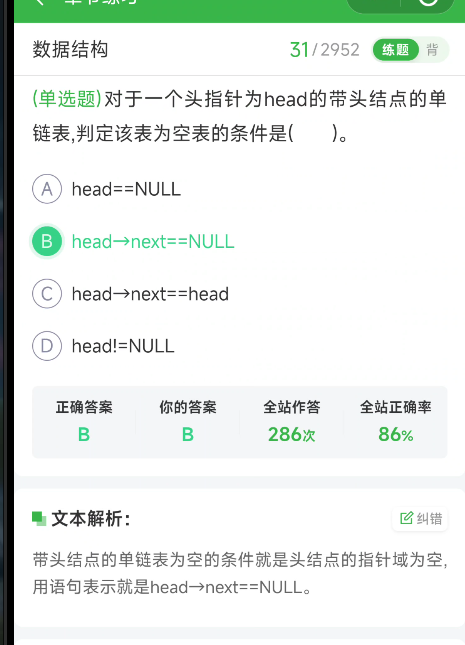 数据结构
31/2952
练题 背
(单选题)对于一个头指针为head的带头结点的单
链表,判定该表为空表的条件是(  )。
A head==NULL
B head→next==NULL
C head→next==head
D head!=NULL
正确答案 你的答案 全站作答 全站正确率
B B 286次 86%
文本解析:
纠错
带头结点的单链表为空的条件就是头结点的指针域为空,
用语句表示就是head→next==NULL。